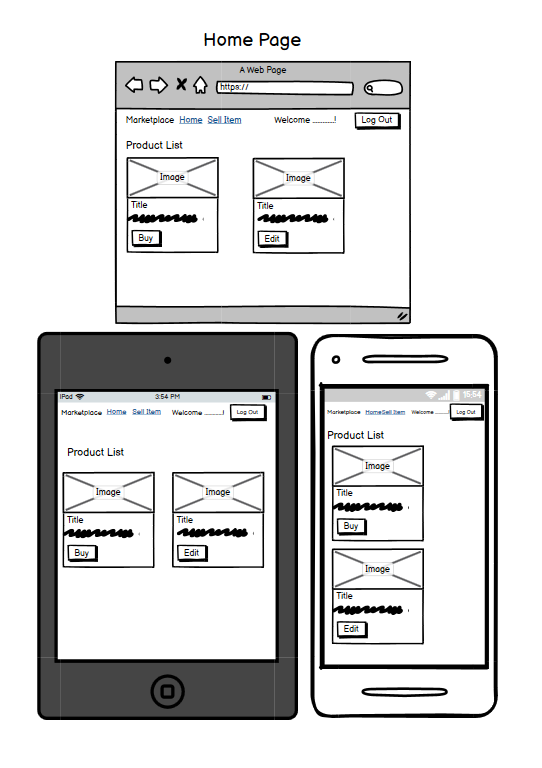 Home Page
A Web Page
https://
Marketplace Home Sell Item Welcome ..........! Log Out
Product List
Image Image
Title Title
Buy Edit
iPod 3:54 PM
Marketplace Home Sell Item Welcome ..........! Log Out
Product List
Image Image
Title Title
Buy Edit
15:54
Marketplace HomeSell Item Welcome ..........! Log Out
Product List
Image
Title
Buy
Image
Title
Edit